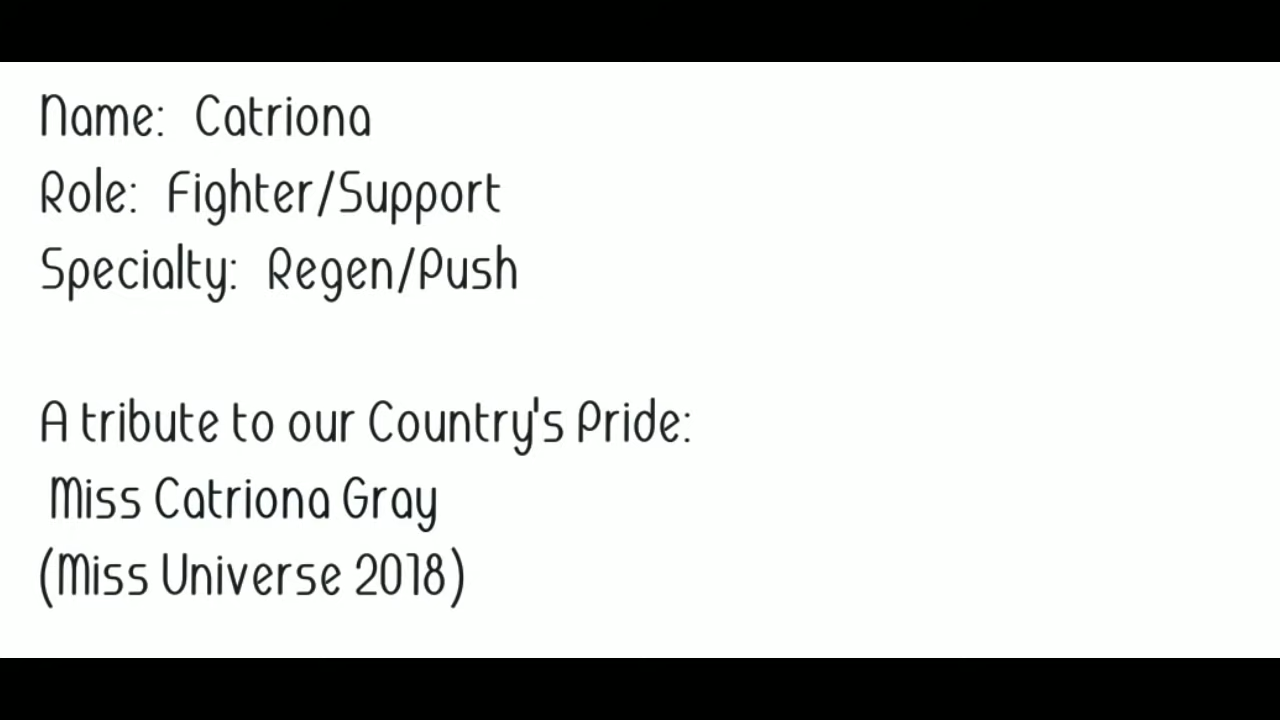 Name: Catriona
Role: Fighter/Support
Specialty: Regen/Push
A tribute to our Country's Pride:
Miss Catriona Gray
(Miss Universe 2018)